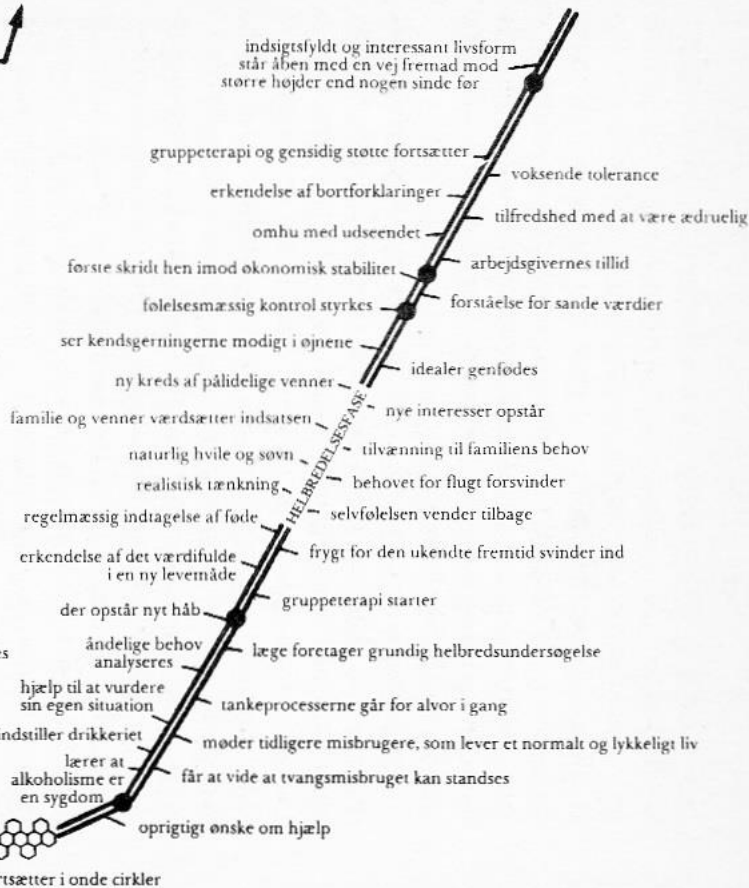 indsigtsfyldt og interessant livsform
står åben med en vej fremad mod
større højder end nogen sinde før
gruppeterapi og gensidig støtte fortsætter
voksende tolerance
erkendelse af bortforklaringer
tilfredshed med at være ædruelig
omhu med udseendet
arbejdsgivernes tillid
første skridt hen imod økonomisk stabilitet
forståelse for sande værdier
følelsesmæssig kontrol styrkes
ser kendsgerningerne modigt i øjnene
idealer genfødes
ny kreds af pålidelige venner
nye interesser opstår
familie og venner værdsætter indsatsen
HELBREDELSESFASE
tilvænning til familiens behov
naturlig hvile og søvn
behovet for flugt forsvinder
realistisk tænkning
selvfølelsen vender tilbage
regelmæssig indtagelse af føde
frygt for den ukendte fremtid svinder ind
erkendelse af det værdifulde
i en ny levemåde
gruppeterapi starter
der opstår nyt håb
åndelige behov
analyseres
læge foretager grundig helbredsundersøgelse
hjælp til at vurdere
sin egen situation
tankeprocesserne går for alvor i gang
indstiller drikkeriet
møder tidligere misbrugere, som lever et normalt og lykkeligt liv
lærer at
alkoholisme er
en sygdom
får at vide at tvangsmisbruget kan standses
oprigtigt ønske om hjælp
rtsætter i onde cirkler